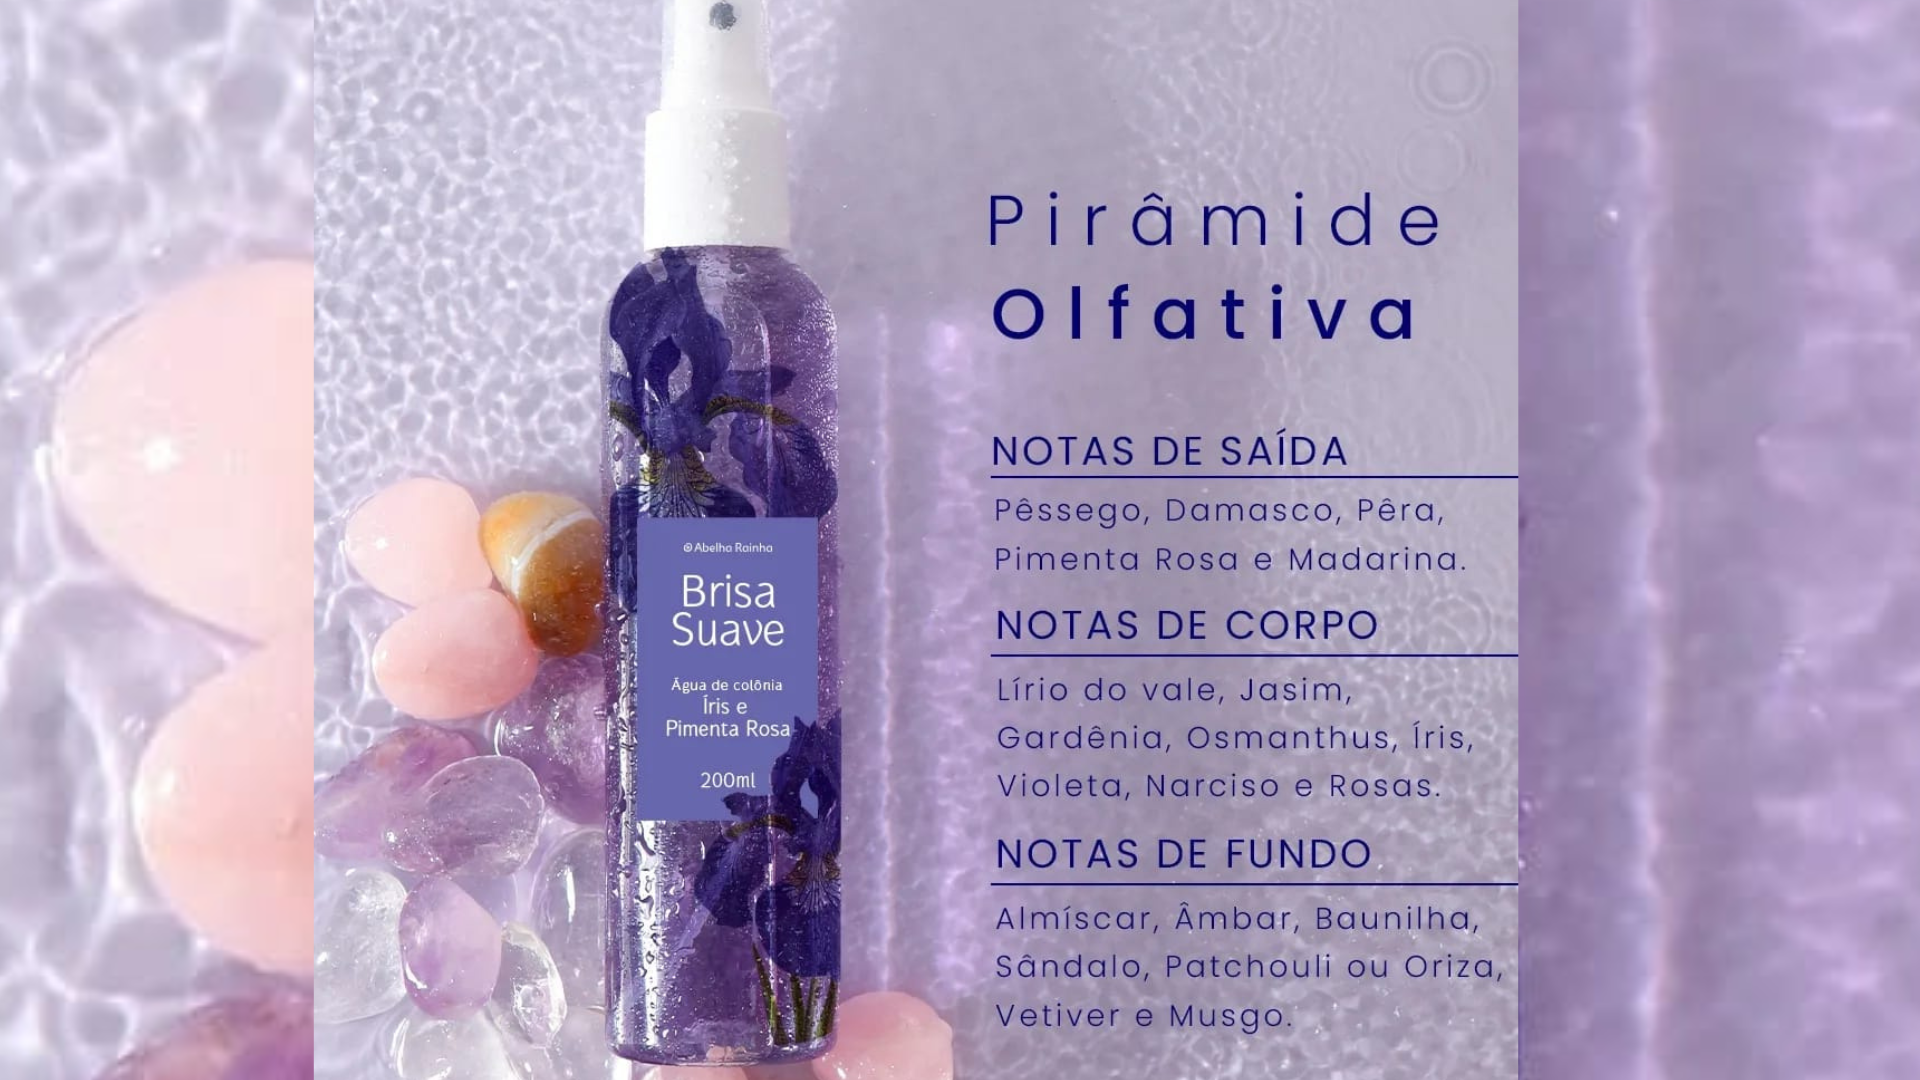 Abelha Rainha
Brisa
Suave
Água de colônia
Íris e
Pimenta Rosa
200ml
Pirâmide
Olfativa
NOTAS DE SAÍDA
Pêssego, Damasco, Pêra,
Pimenta Rosa e Madarina.
NOTAS DE CORPO
Lírio do vale, Jasim,
Gardênia, Osmanthus, Íris,
Violeta, Narciso e Rosas.
NOTAS DE FUNDO
Almíscar, Âmbar, Baunilha,
Sândalo, Patchouli ou Oriza,
Vetiver e Musgo.